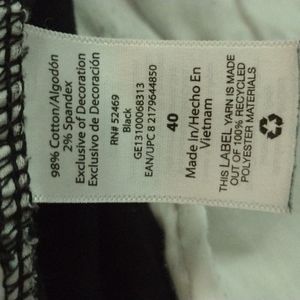 98% Cotton/Algodón
2% Spandex
Exclusive of Decoration
Exclusivo de Decoración
RN# 52469
Black
GE13100068313
EAN/UPC 8 2179644850
40
Made In/Hecho En
Vietnam
THIS LABEL YARN IS MADE
OUT OF 100% RECYCLED
POLYESTER MATERIALS